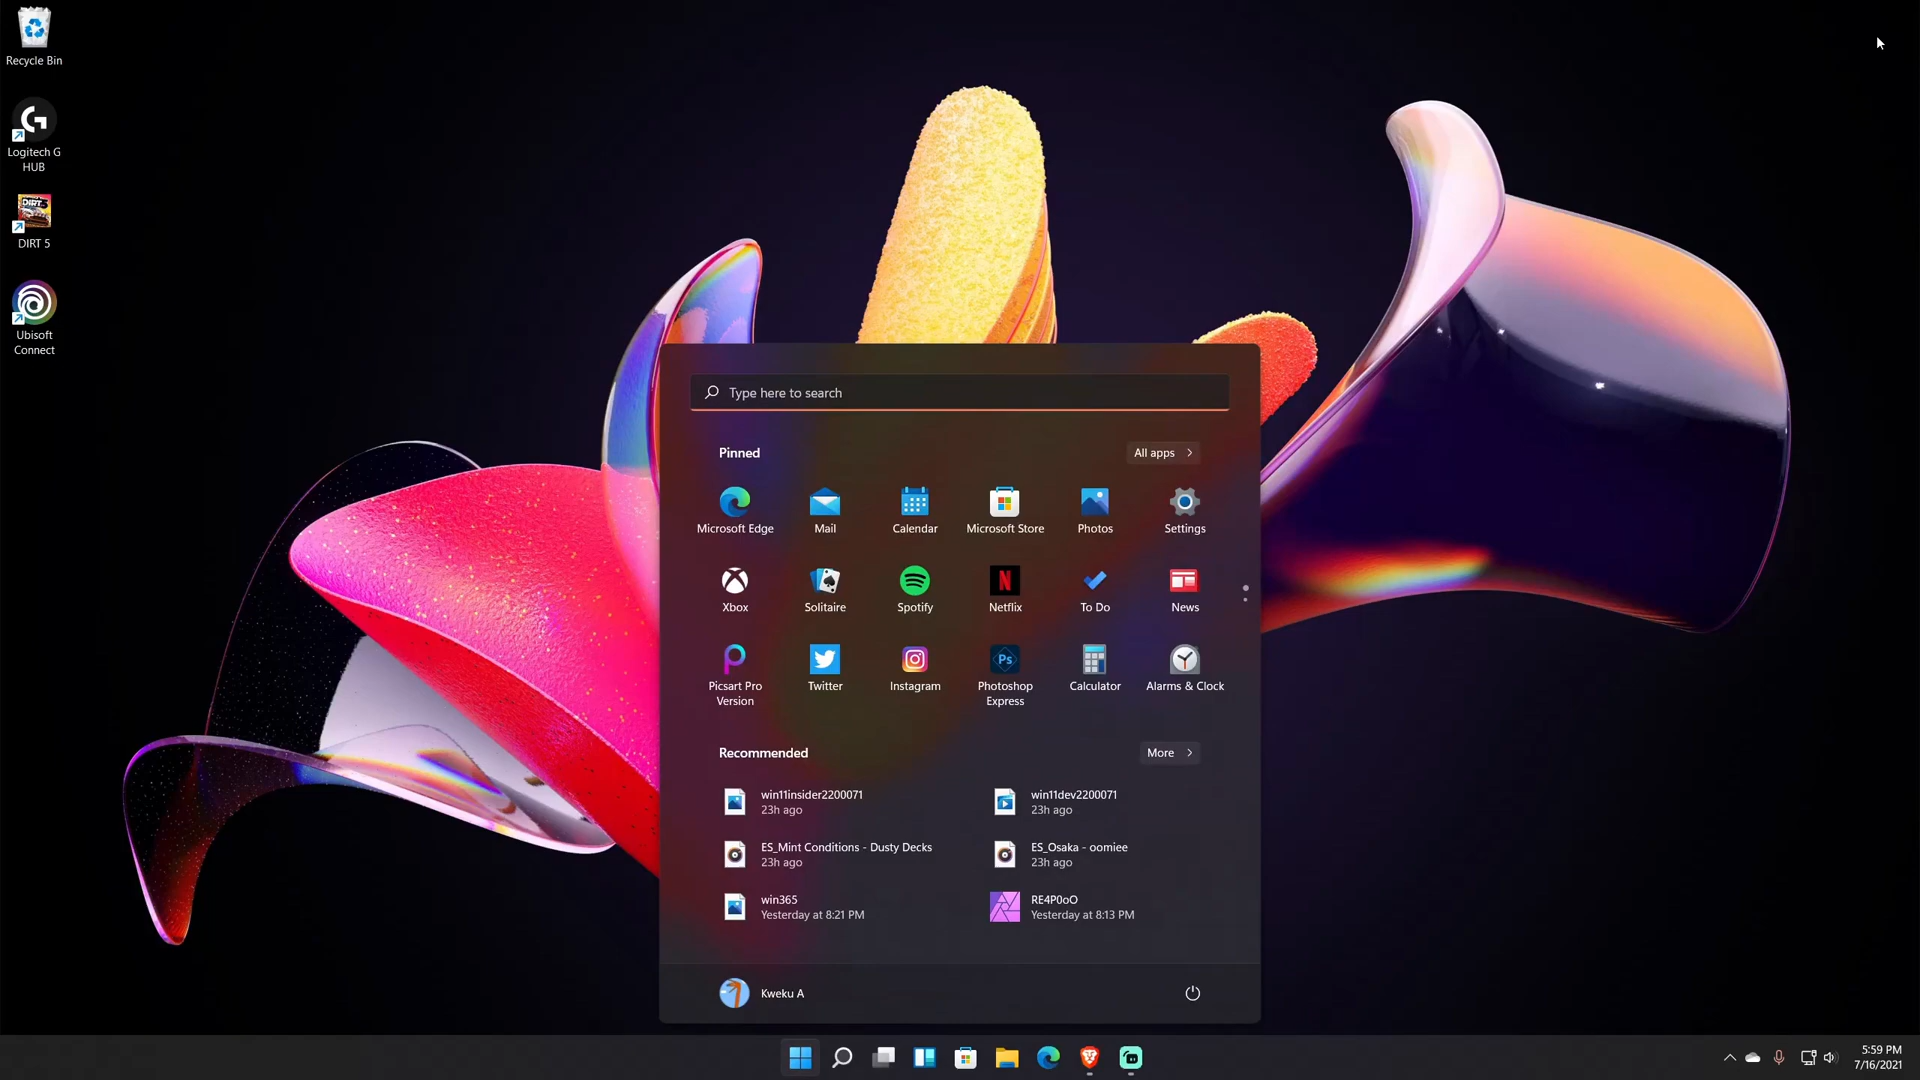 Recycle Bin
Logitech G
HUB
DIRT 5
DIRT 5
Ubisoft
Connect
Type here to search
Pinned
All apps
Microsoft Edge
Mail
Calendar
Microsoft Store
Photos
Settings
Xbox
Solitaire
Spotify
N
Netflix
To Do
News
Picsart Pro
Version
Twitter
Instagram
Ps
Photoshop
Express
Calculator
Alarms & Clock
Recommended
More
win11insider2200071
23h ago
win11dev2200071
23h ago
ES_Mint Conditions - Dusty Decks
23h ago
ES_Osaka - oomiee
23h ago
win365
Yesterday at 8:21 PM
RE4P0oO
Yesterday at 8:13 PM
Kweku A
5:59 PM
7/16/2021